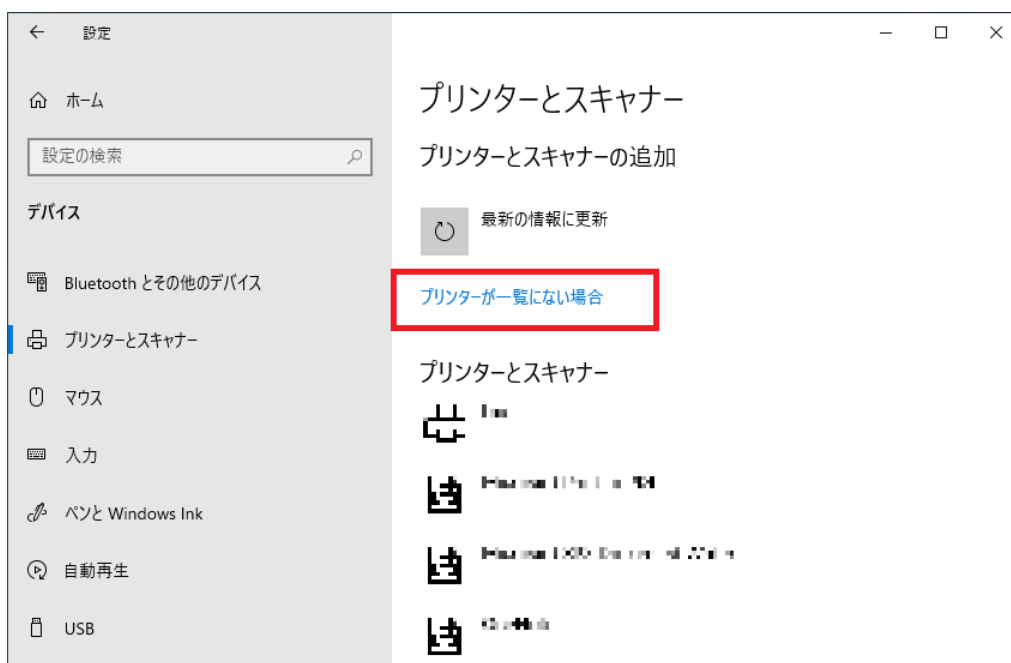 設定
ホーム
設定の検索
デバイス
Bluetooth とその他のデバイス
プリンターとスキャナー
マウス
入力
ペンと Windows Ink
自動再生
USB
プリンターとスキャナー
プリンターとスキャナーの追加
最新の情報に更新
プリンターが一覧にない場合
プリンターとスキャナー